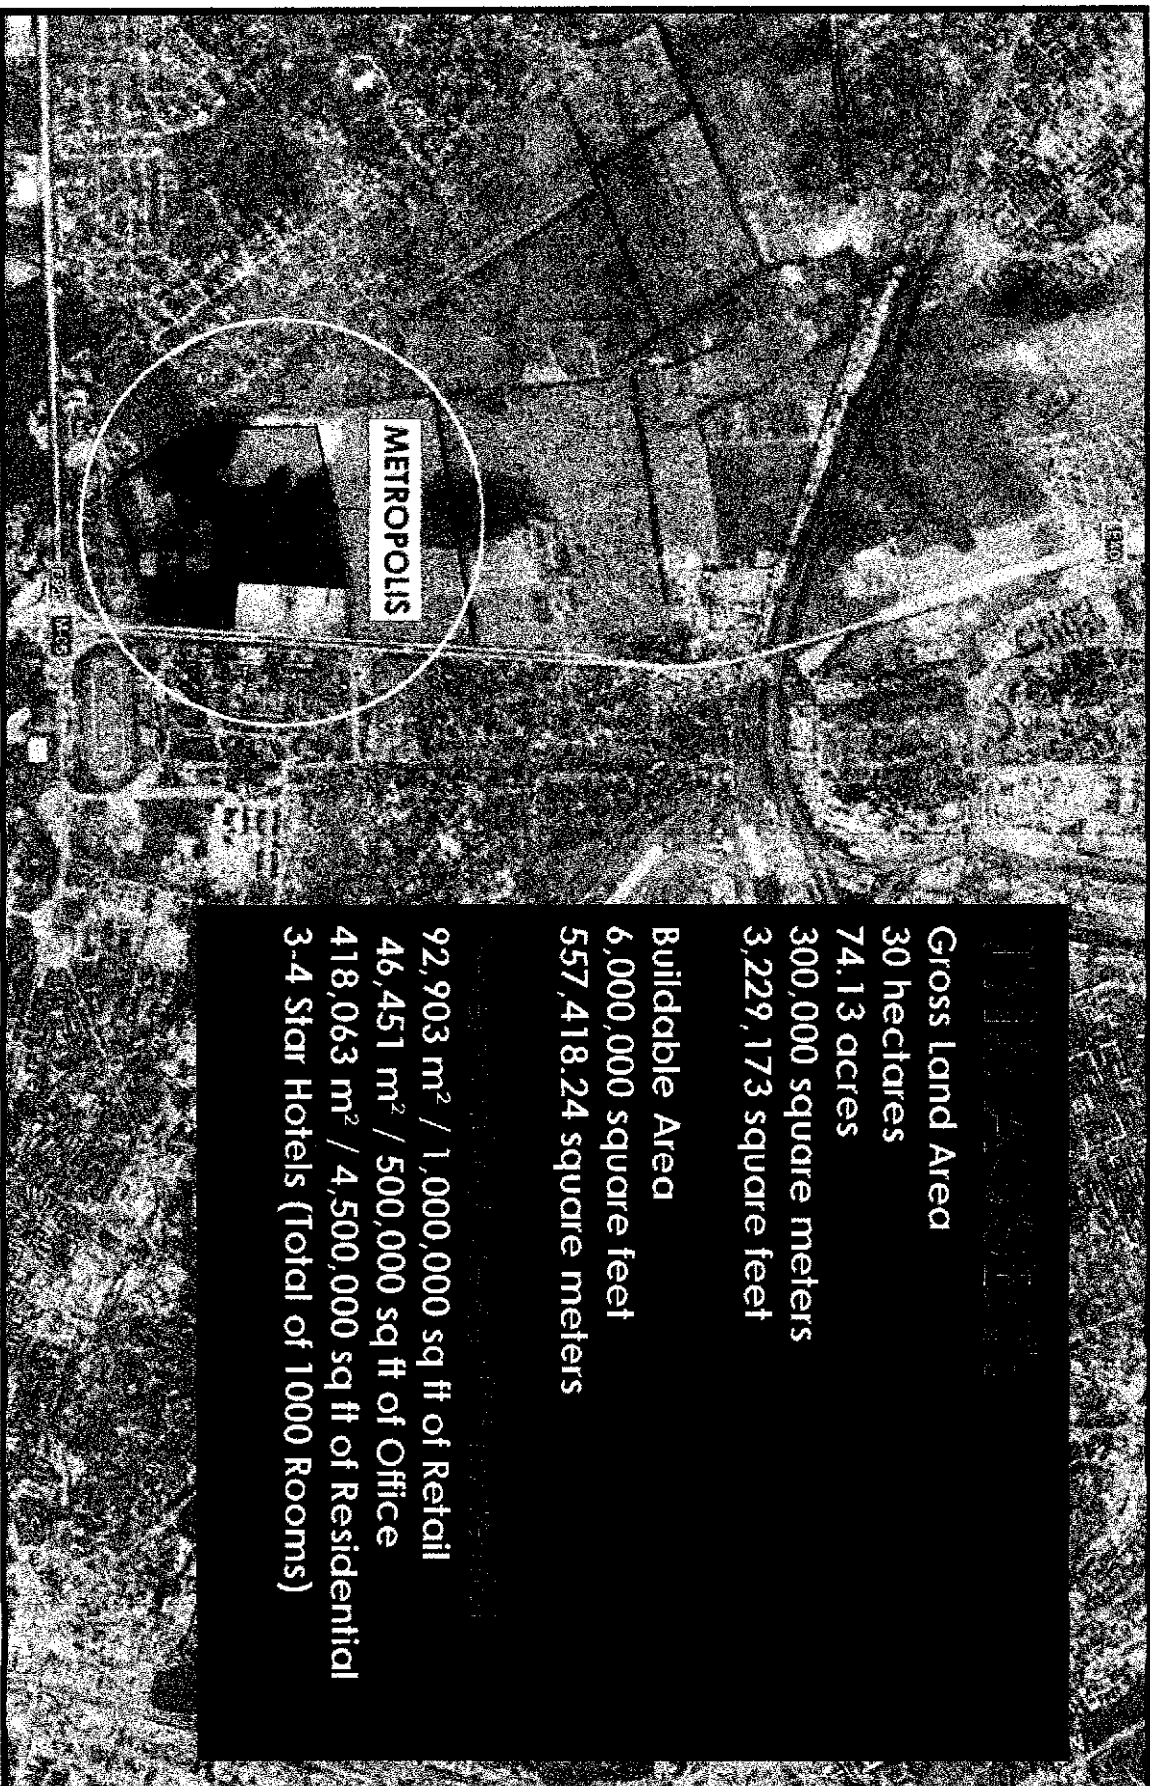 METROPOLIS
THE ASSET:
Gross Land Area
30 hectares
74.13 acres
300,000 square meters
3,229,173 square feet
Buildable Area
6,000,000 square feet
557,418.24 square meters
92,903 m² / 1,000,000 sq ft of Retail
46,451 m² / 500,000 sq ft of Office
418,063 m² / 4,500,000 sq ft of Residential
3-4 Star Hotels (Total of 1000 Rooms)